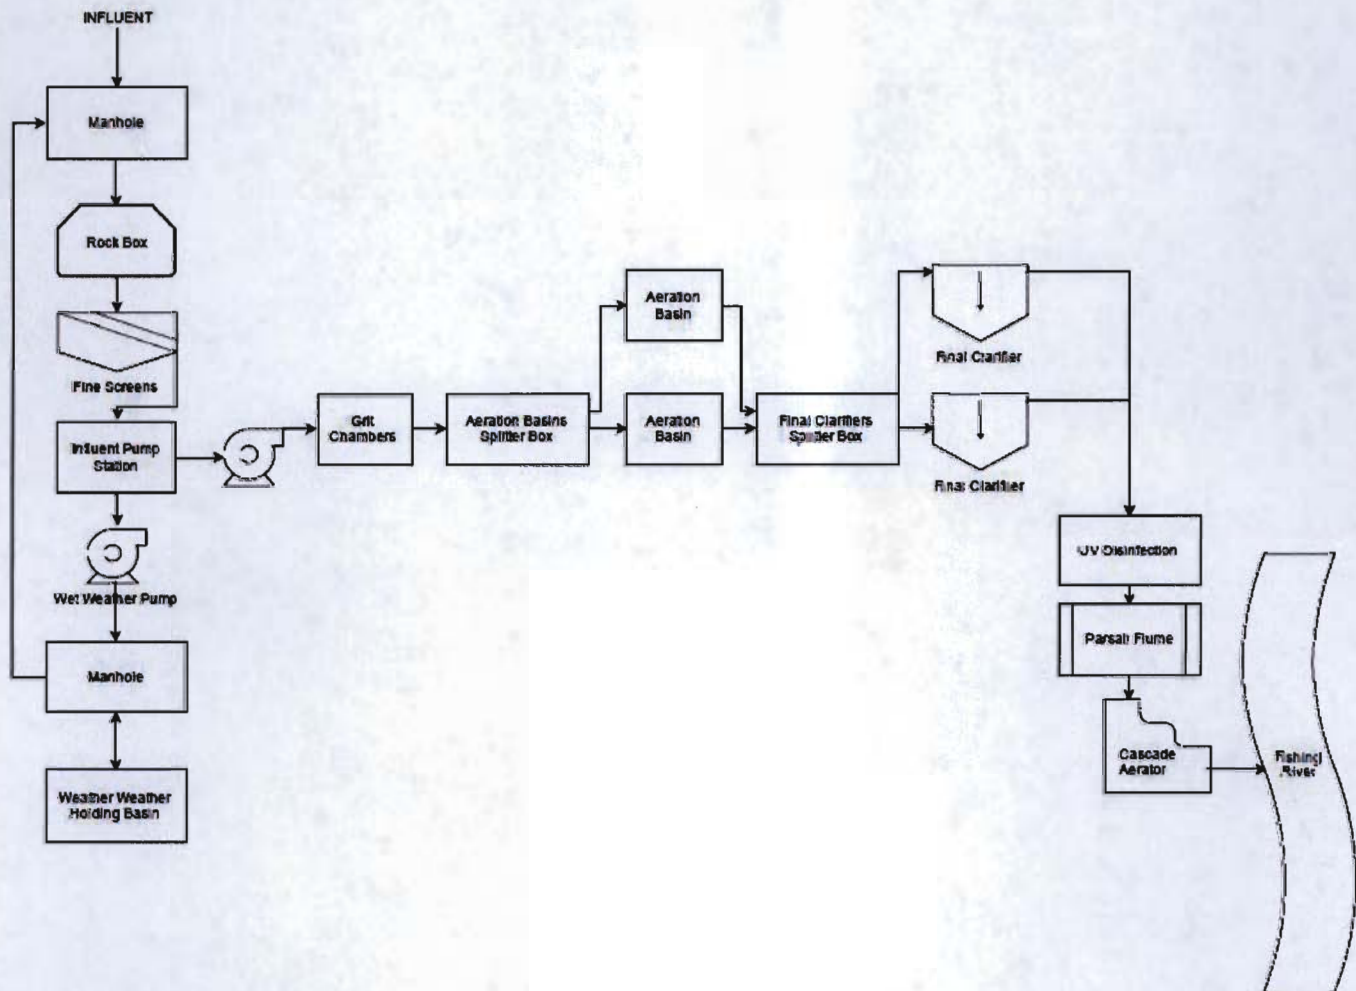 INFLUENT
Manhole
Rock Box
Fine Screens
Influent Pump
Station
Wet Weather Pump
Manhole
Weather Weather
Holding Basin
Grit
Chambers
Aeration Basins
Splitter Box
Aeration
Basin
Aeration
Basin
Final Clarifiers
Splitter Box
Final Clarifier
Final Clarifier
UV Disinfection
Parsall Flume
Cascade
Aerator
Fishing
River